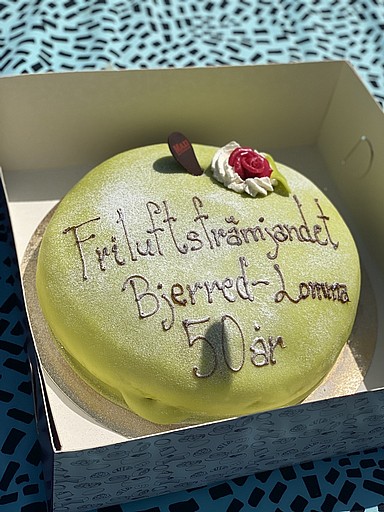 Friluftsfrämjandet
Bjerred-Lomma
50 år